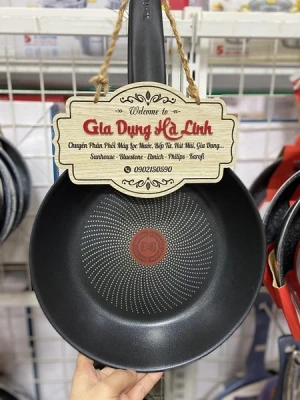 Welcome to
Gia Dụng Hà Linh
Chuyên Phân Phối Máy Lọc Nước, Bếp Từ, Hút Mùi, Gia Dụng...
Sunhouse - Bluestone - Elmich - Philips - Karofi
0902150590